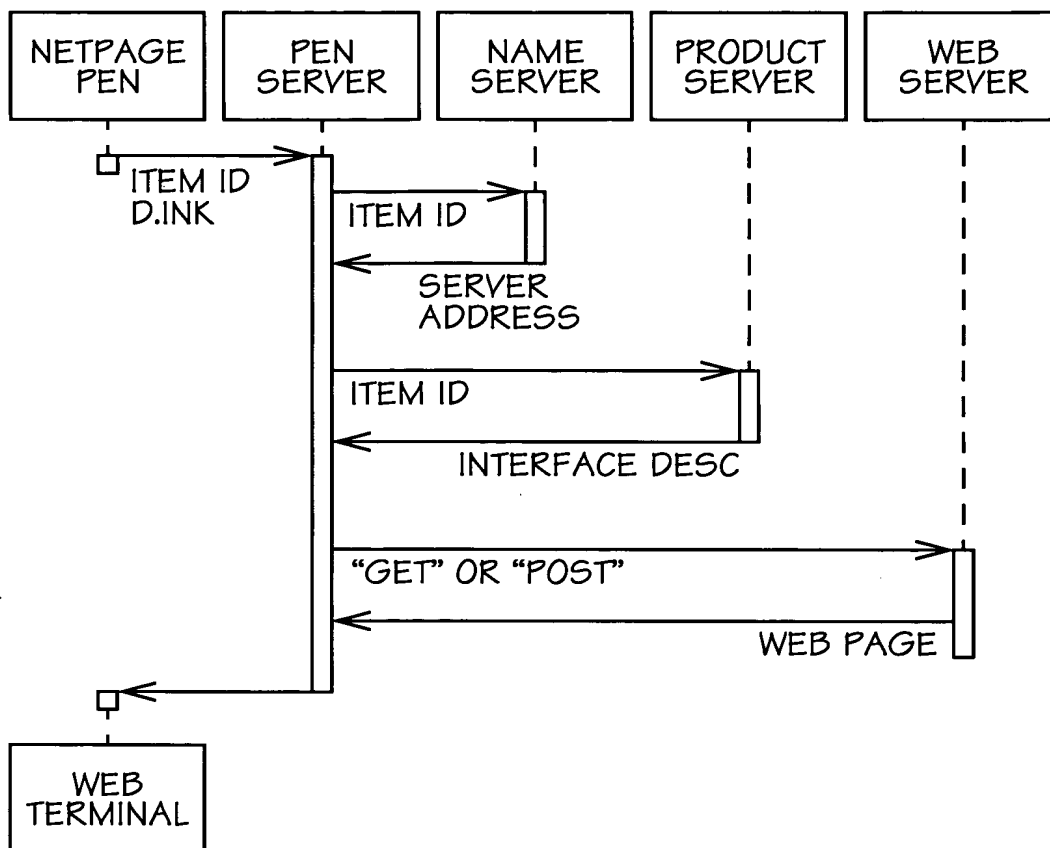 NETPAGE
PEN
PEN
SERVER
NAME
SERVER
PRODUCT
SERVER
WEB
SERVER
ITEM ID
D.INK
ITEM ID
SERVER
ADDRESS
ITEM ID
INTERFACE DESC
“GET” OR “POST”
WEB PAGE
WEB
TERMINAL